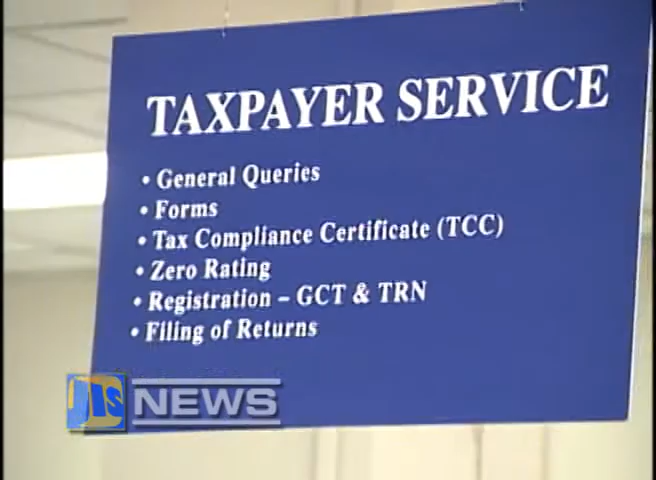 TAXPAYER SERVICE
• General Queries
• Forms
• Tax Compliance Certificate (TCC)
• Zero Rating
• Registration – GCT & TRN
• Filing of Returns
JIS NEWS